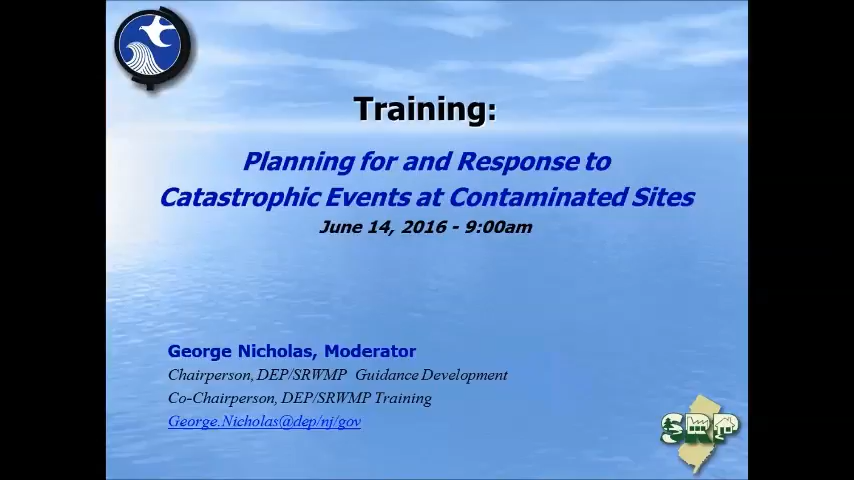 Training:
Planning for and Response to
Catastrophic Events at Contaminated Sites
June 14, 2016 - 9:00am
George Nicholas, Moderator
Chairperson, DEP/SRWMP Guidance Development
Co-Chairperson, DEP/SRWMP Training
George.Nicholas@dep/nj/gov
SRP